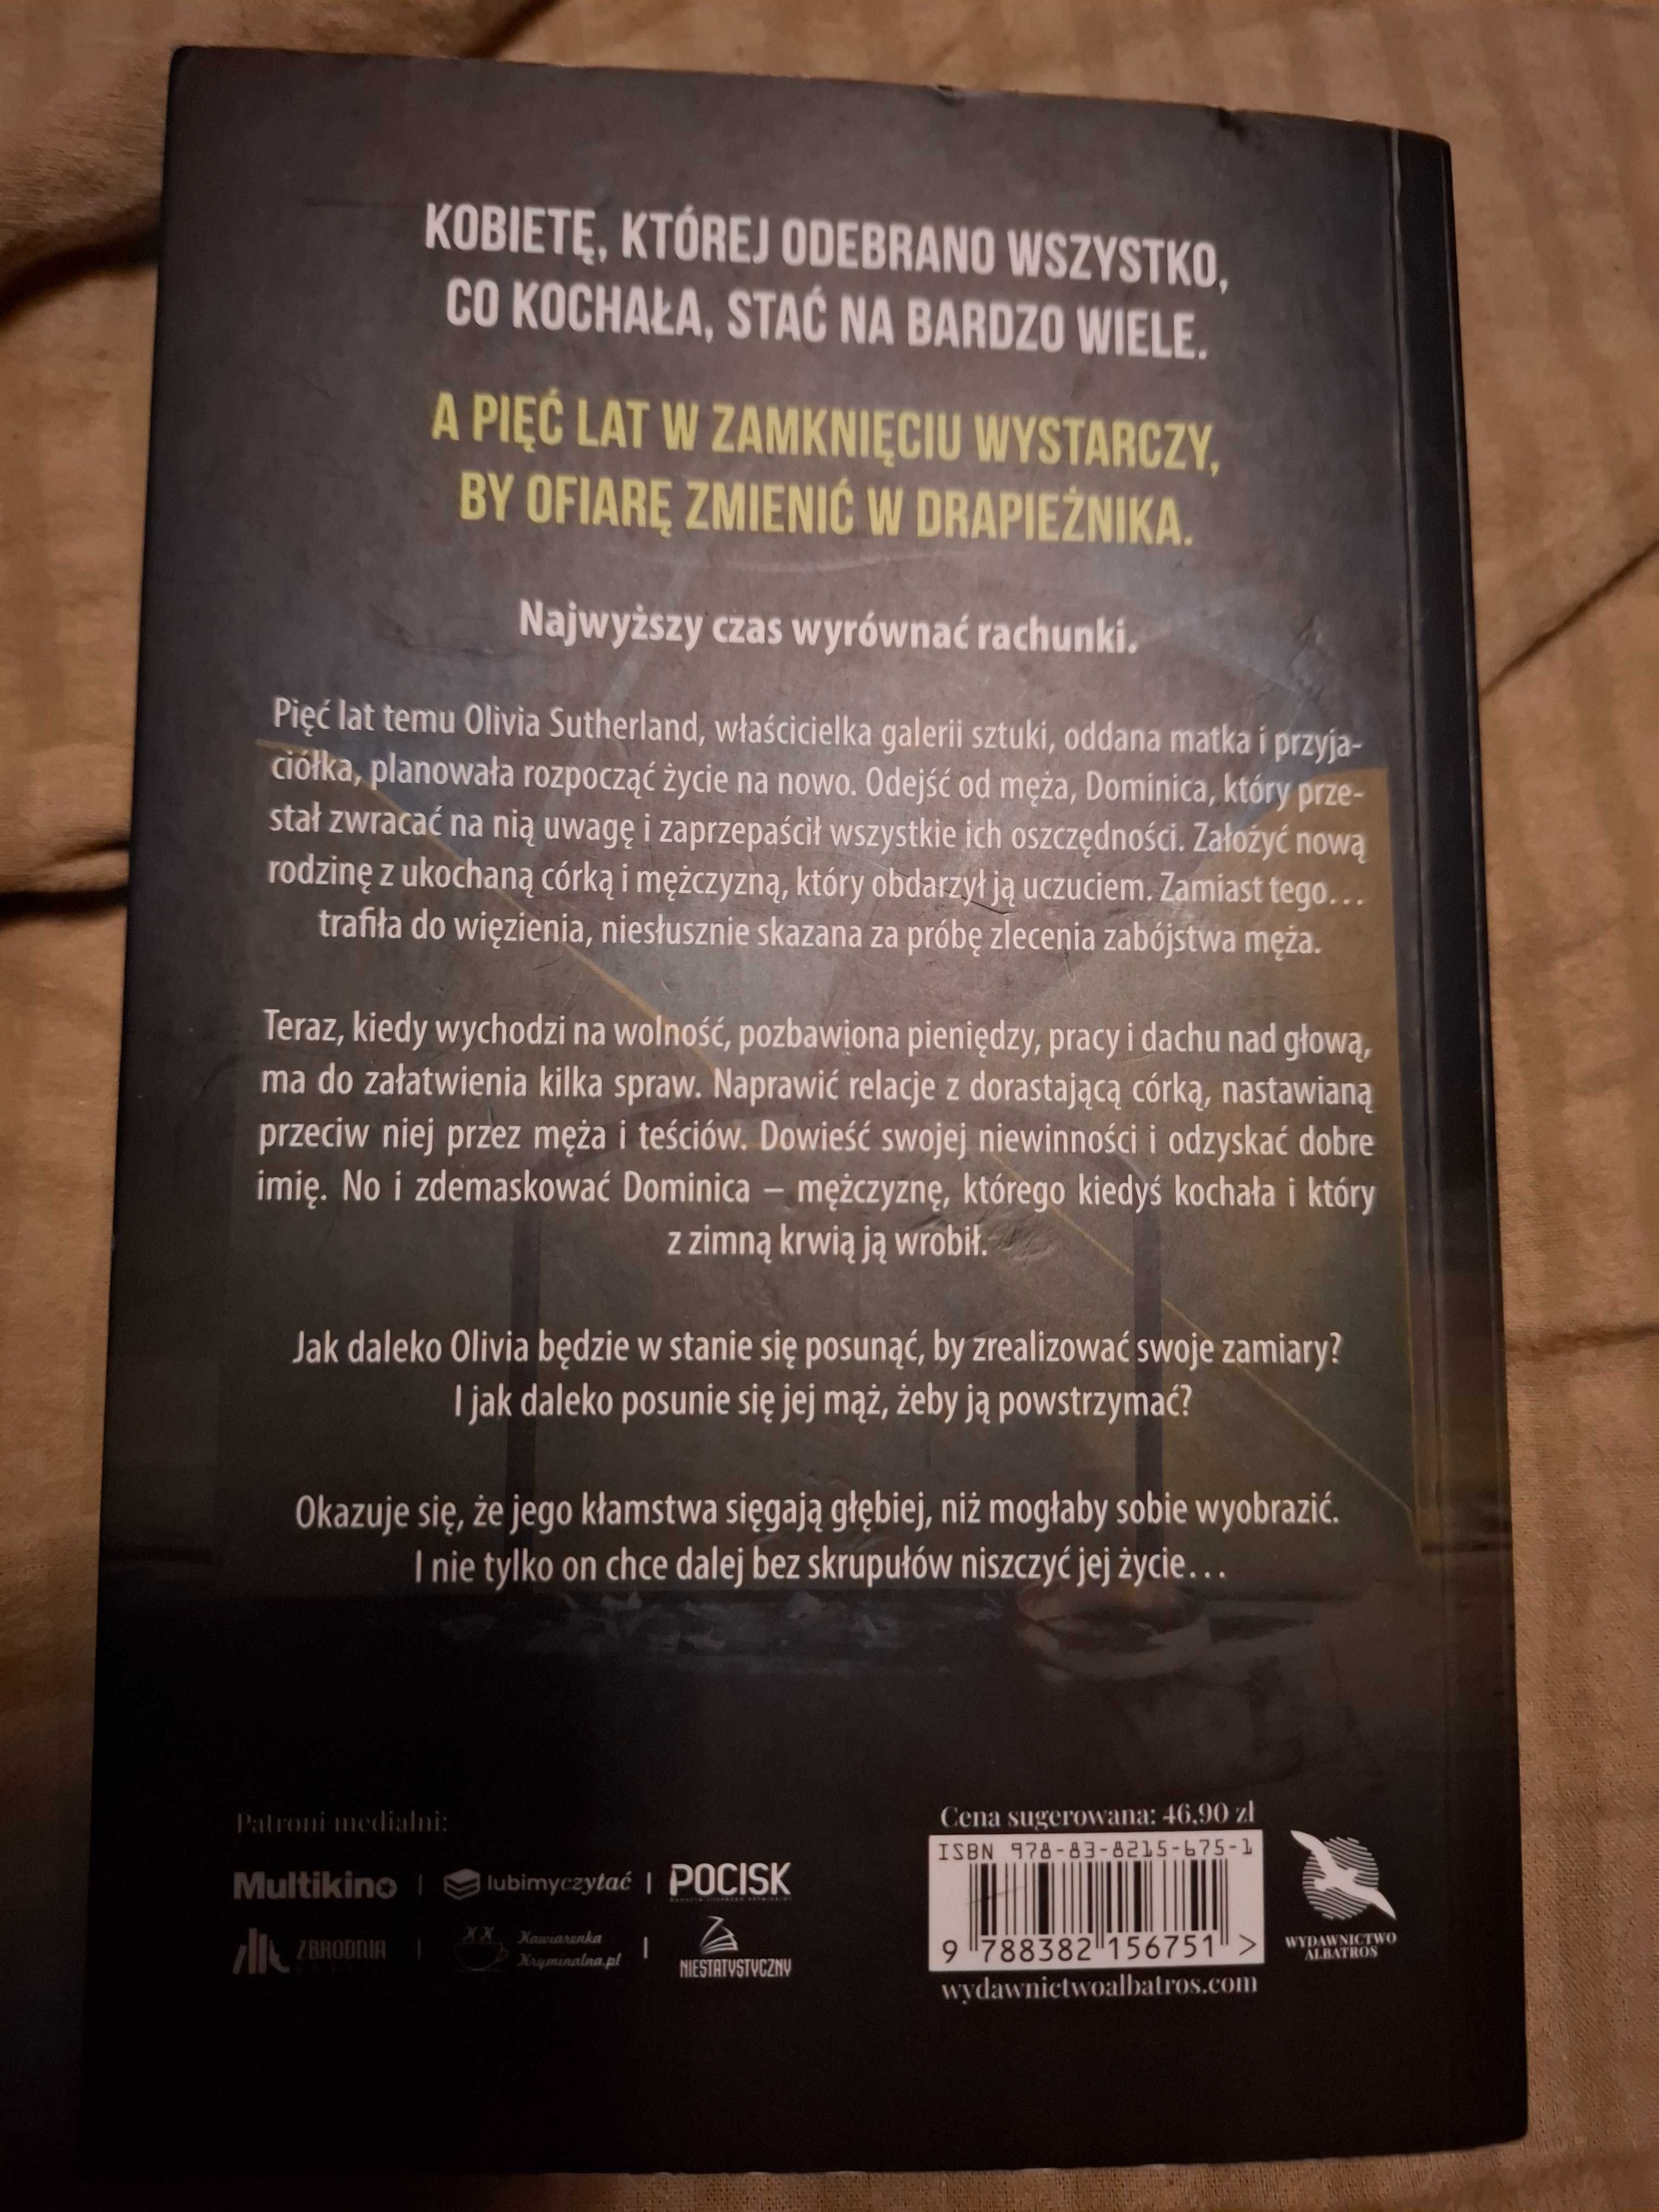 KOBIETĘ, KTÓREJ ODEBRANO WSZYSTKO,
CO KOCHAŁA, STAĆ NA BARDZO WIELE.
A PIĘĆ LAT W ZAMKNIĘCIU WYSTARCZY,
BY OFIARĘ ZMIENIĆ W DRAPIEŻNIKA.
Najwyższy czas wyrównać rachunki.
Pięć lat temu Olivia Sutherland, właścicielka galerii sztuki, oddana matka i przyja-
ciółka, planowała rozpocząć życie na nowo. Odejść od męża, Dominica, który prze-
stał zwracać na nią uwagę i zaprzepaścił wszystkie ich oszczędności. Założyć nową
rodzinę z ukochaną córką i mężczyzną, który obdarzył ją uczuciem. Zamiast tego...
trafiła do więzienia, niesłusznie skazana za próbę zlecenia zabójstwa męża.
Teraz, kiedy wychodzi na wolność, pozbawiona pieniędzy, pracy i dachu nad głową,
ma do załatwienia kilka spraw. Naprawić relacje z dorastającą córką, nastawianą
przeciw niej przez męża i teściów. Dowieść swojej niewinności i odzyskać dobre
imię. No i zdemaskować Dominica – mężczyznę, którego kiedyś kochała i który
z zimną krwią ją wrobił.
Jak daleko Olivia będzie w stanie się posunąć, by zrealizować swoje zamiary?
I jak daleko posunie się jej mąż, żeby ją powstrzymać?
Okazuje się, że jego kłamstwa sięgają głębiej, niż mogłaby sobie wyobrazić.
I nie tylko on chce dalej bez skrupułów niszczyć jej życie...
Patroni medialni:
Multikino | lubimyczytać | POCISK
ZBRODNIA | Kawiarenka Kryminalna.pl | NIESTATYSTYCZNY
Cena sugerowana: 46,90 zł
ISBN 978-83-8215-675-1
9 788382 156751 >
wydawnictwoalbatros.com
WYDAWNICTWO
ALBATROS